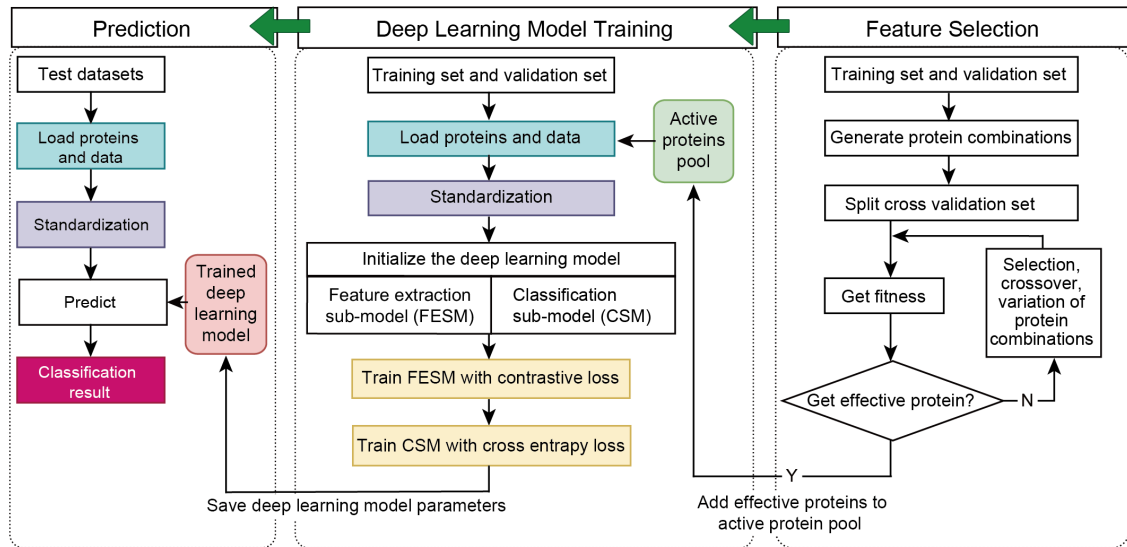 Prediction
Deep Learning Model Training
Feature Selection
Test datasets
Load proteins
and data
Standardization
Predict
Classification
result
Trained
deep
learning
model
Training set and validation set
Load proteins and data
Standardization
Initialize the deep learning model
Feature extraction
sub-model (FESM)
Classification
sub-model (CSM)
Train FESM with contrastive loss
Train CSM with cross entrapy loss
Save deep learning model parameters
Active
proteins
pool
Training set and validation set
Generate protein combinations
Split cross validation set
Get fitness
Selection,
crossover,
variation of
protein
combinations
Get effective protein?
N
Y
Add effective proteins to
active protein pool